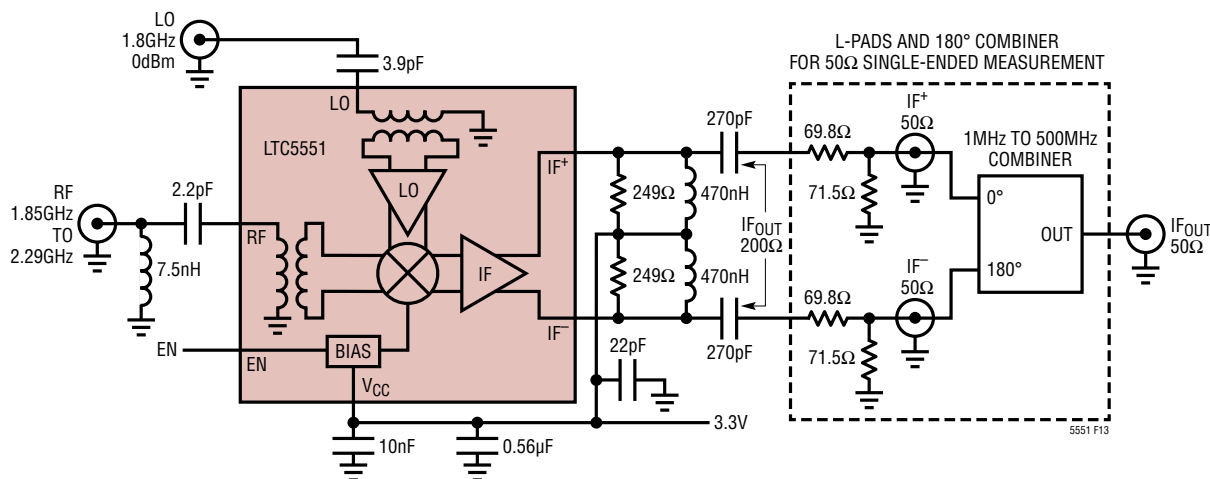 LO
1.8GHz
0dBm
3.9pF
LO
LTC5551
LO
RF
1.85GHz
TO
2.29GHz
2.2pF
7.5nH
RF
IF
IF+
IF–
EN
EN
BIAS
VCC
10nF
0.56µF
22pF
3.3V
249Ω
470nH
249Ω
470nH
270pF
IFOUT
200Ω
270pF
L-PADS AND 180° COMBINER
FOR 50Ω SINGLE-ENDED MEASUREMENT
69.8Ω
71.5Ω
IF+
50Ω
1MHz TO 500MHz
COMBINER
0°
OUT
180°
IF–
50Ω
69.8Ω
71.5Ω
IFOUT
50Ω
5551 F13